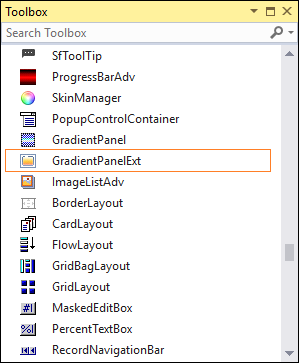 Toolbox
Search Toolbox
SfToolTip
ProgressBarAdv
SkinManager
PopupControlContainer
GradientPanel
GradientPanelExt
ImageListAdv
BorderLayout
CardLayout
FlowLayout
GridBagLayout
GridLayout
MaskedEditBox
PercentTextBox
RecordNavigationBar